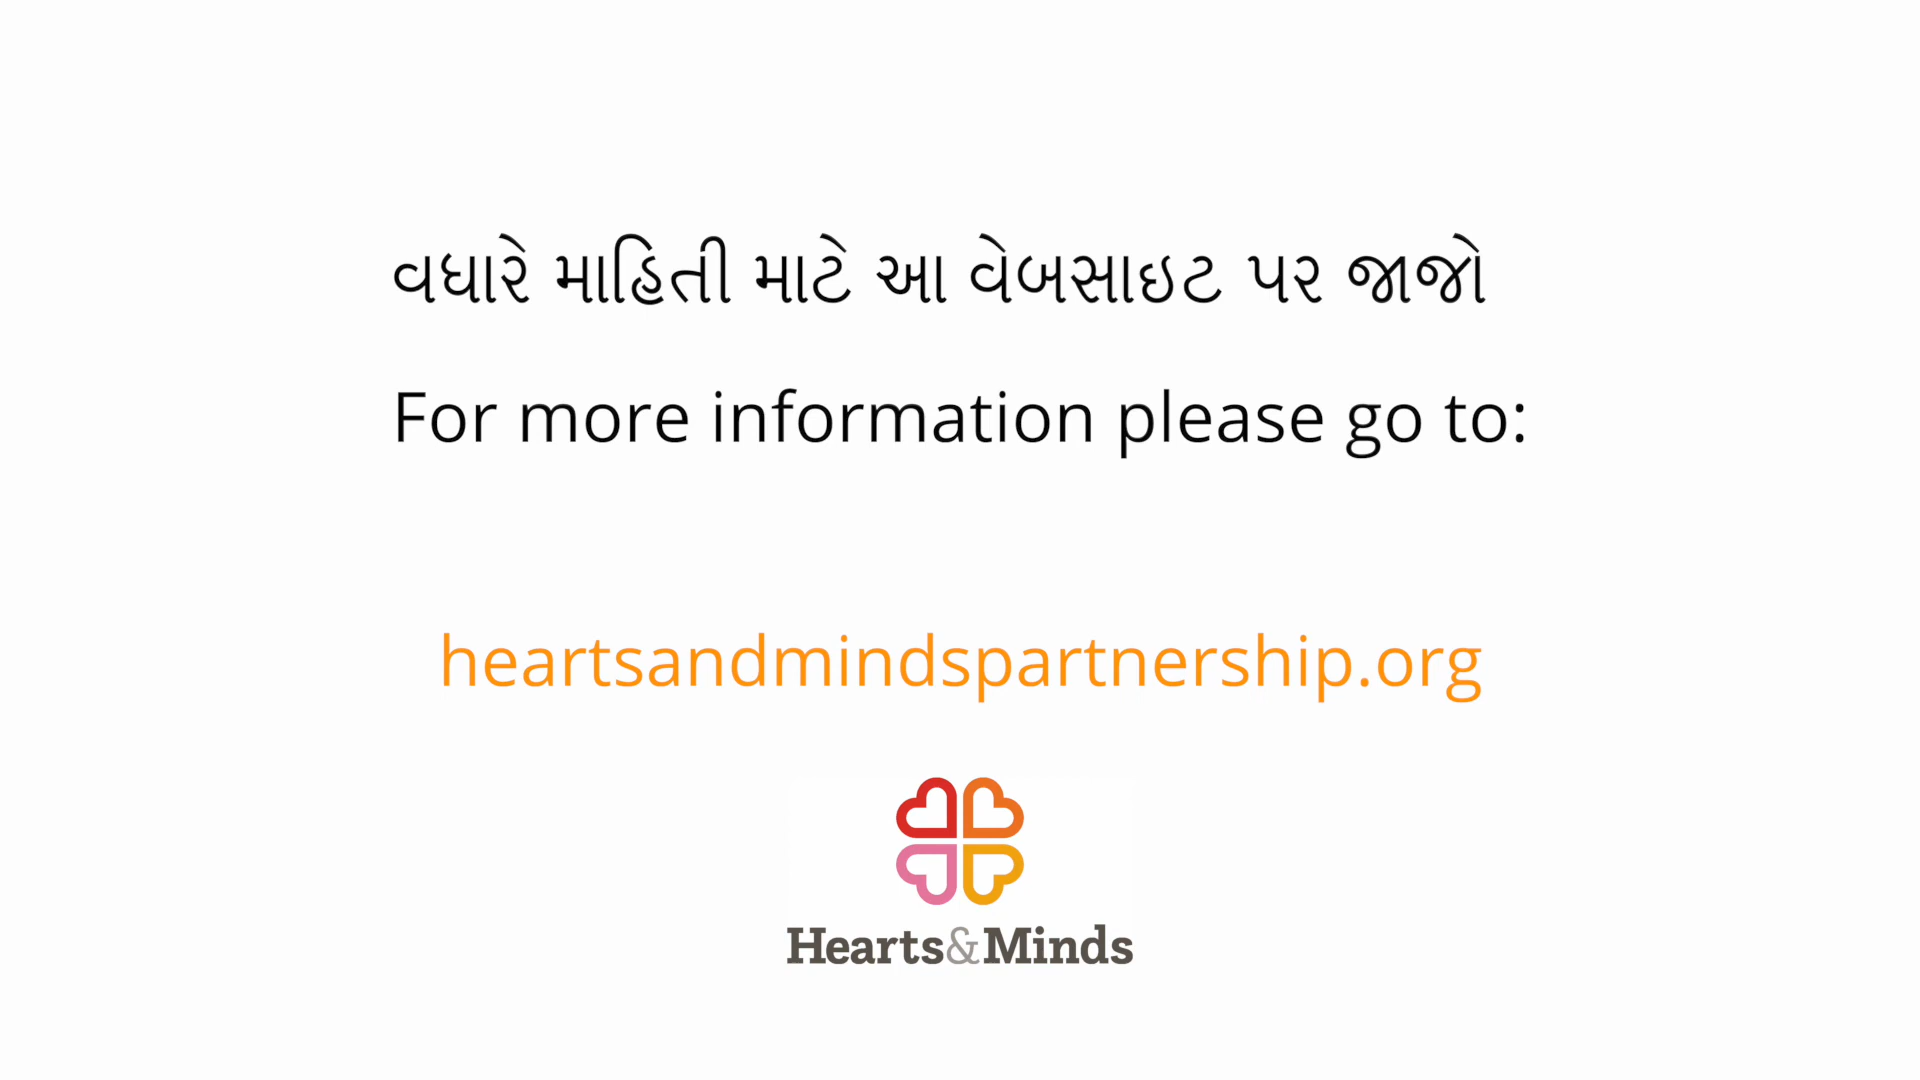 વધારે માહિતી માટે આ વેબસાઇટ પર જાજો
For more information please go to:
heartsandmindspartnership.org
Hearts&Minds